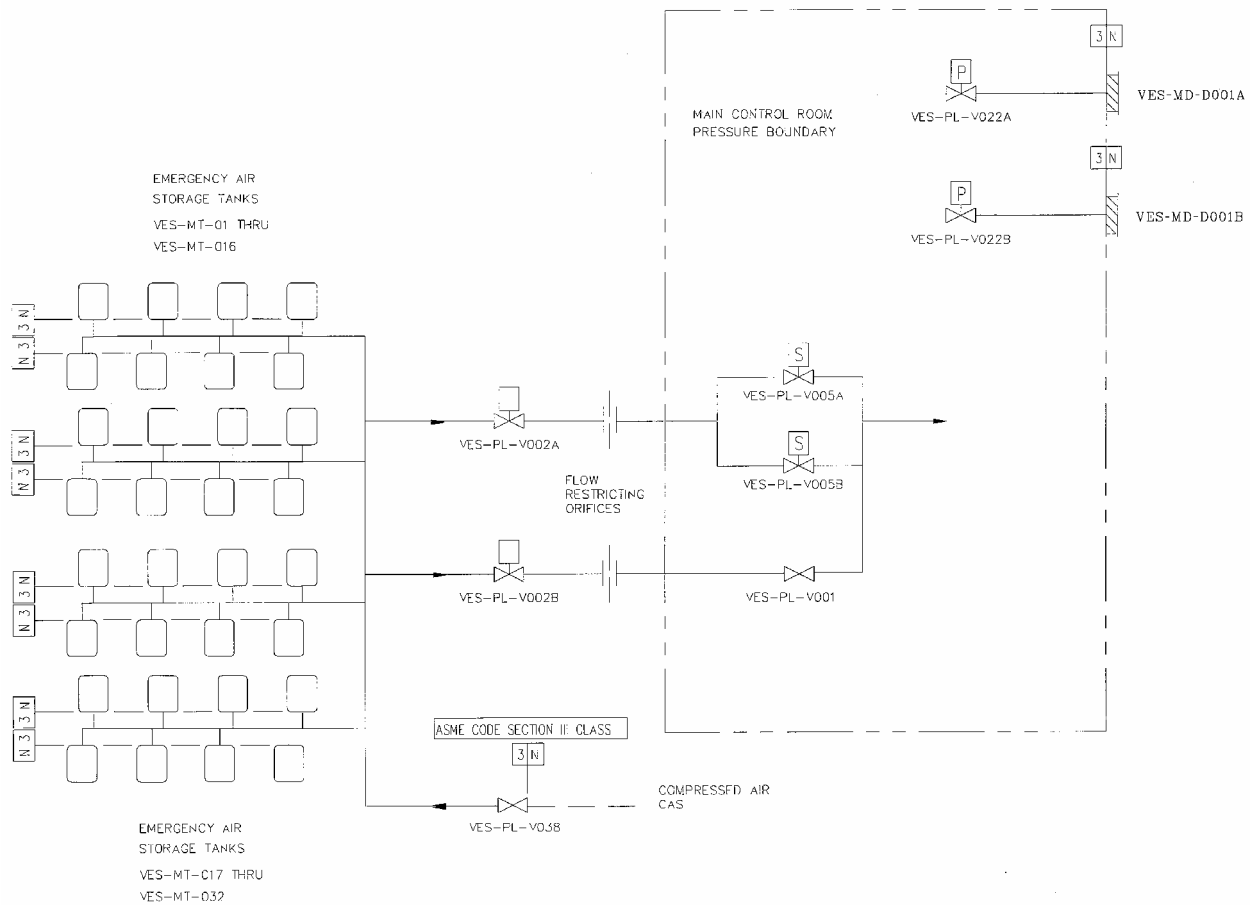 3 N
P
VES-MD-D001A
VES-PL-V022A
MAIN CONTROL ROOM
PRESSURE BOUNDARY
3 N
P
VES-MD-D001B
VES-PL-V022B
EMERGENCY AIR
STORAGE TANKS
VES-MT-01 THRU
VES-MT-016
3 N
N 3
S
VES-PL-V005A
VES-PL-V002A
3 N
N 3
S
VES-PL-V005B
FLOW
RESTRICTING
ORIFICES
VES-PL-V002B
VES-PL-V001
3 N
N 3
3 N
N 3
ASME CODE SECTION III CLASS
3 N
COMPRESSED AIR
CAS
VES-PL-V038
EMERGENCY AIR
STORAGE TANKS
VES-MT-017 THRU
VES-MT-032